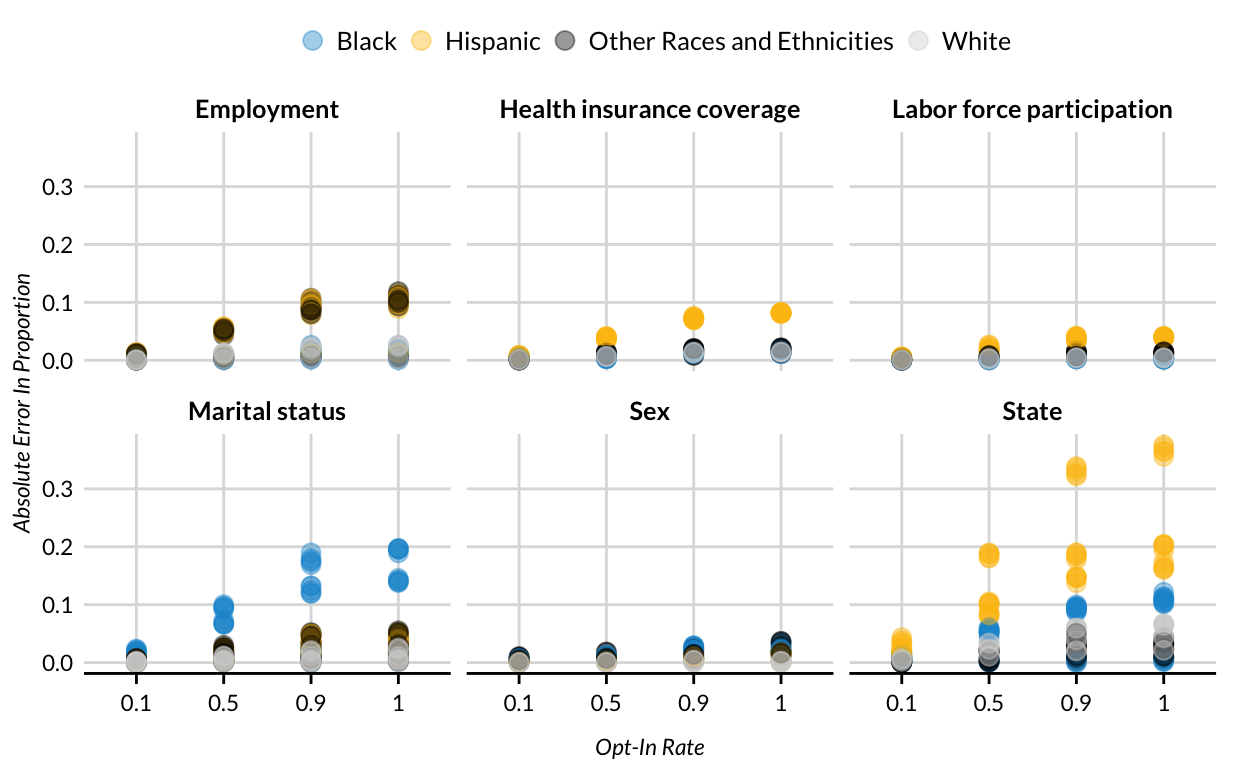 Black Hispanic Other Races and Ethnicities White
Employment Health insurance coverage Labor force participation
0.3
0.2
0.1
0.0
Absolute Error In Proportion
Marital status Sex State
0.3
0.2
0.1
0.0
0.1 0.5 0.9 1 0.1 0.5 0.9 1 0.1 0.5 0.9 1
Opt-In Rate